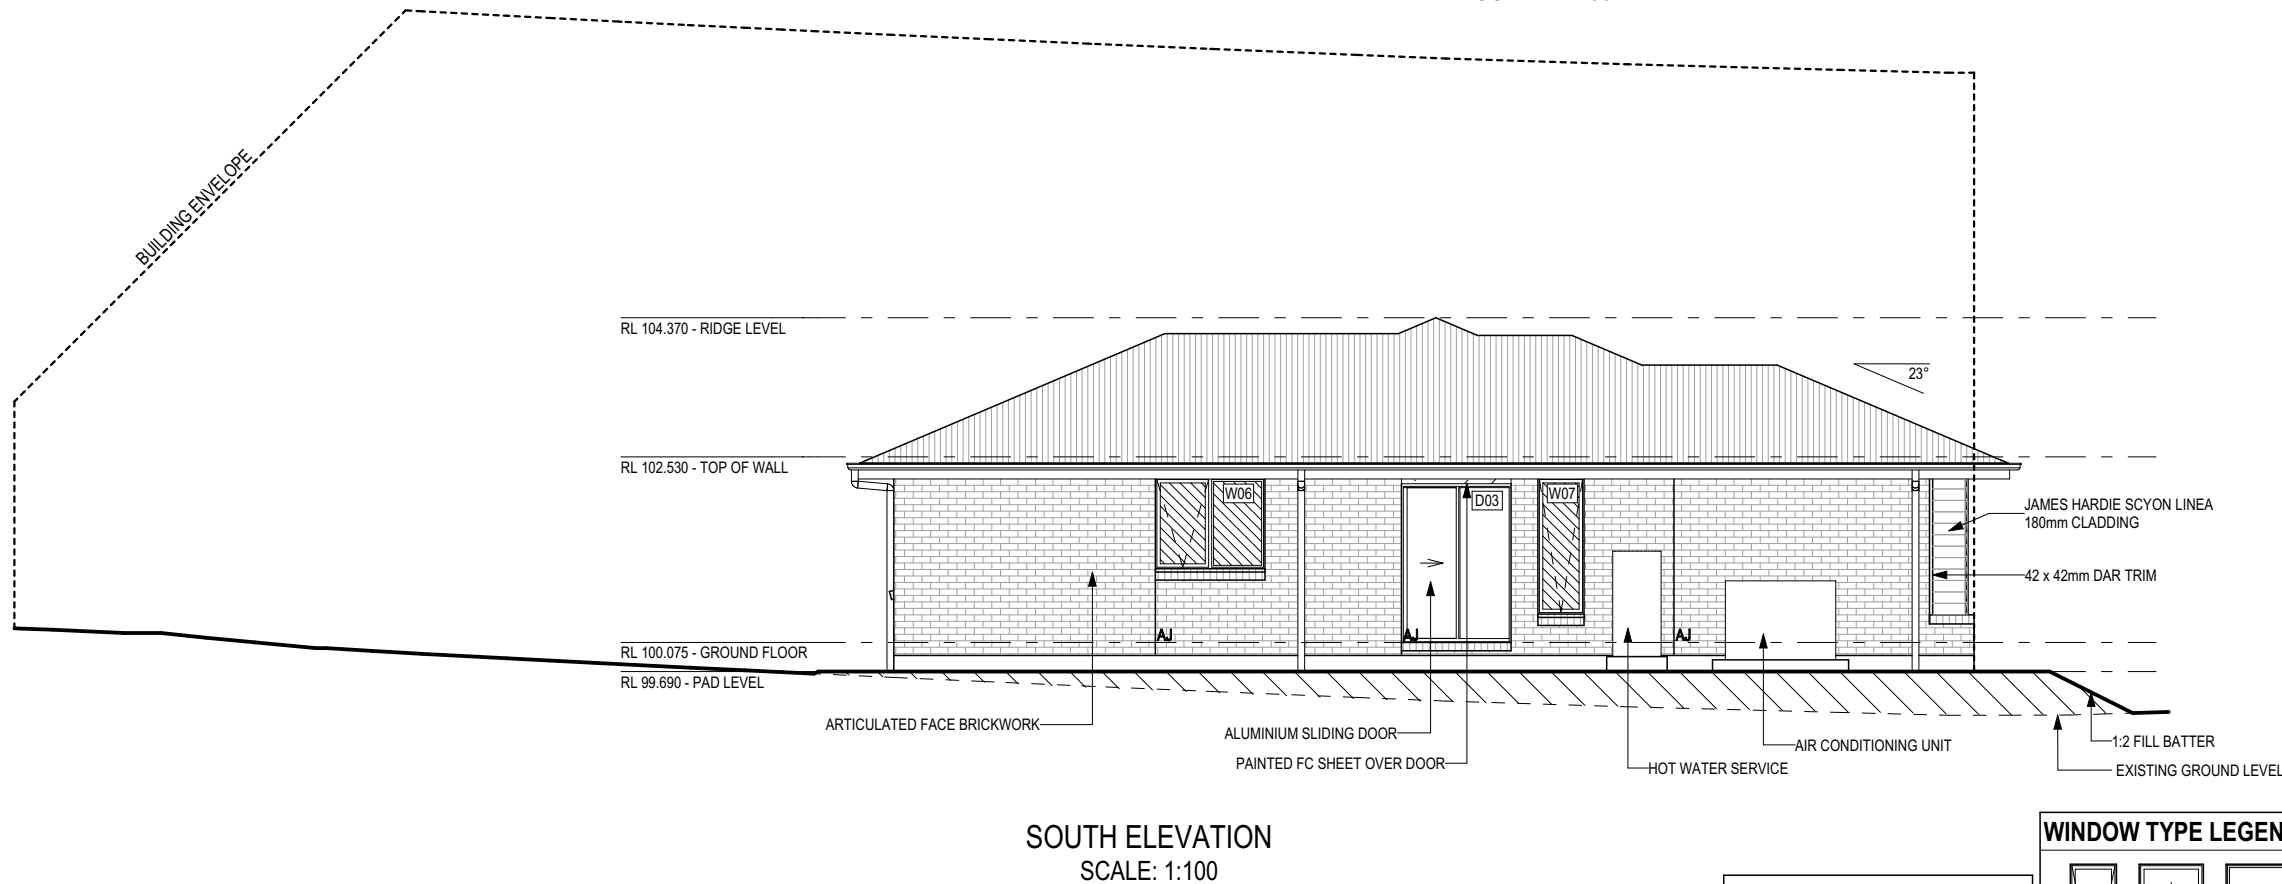 BUILDING ENVELOPE
RL 104.370 - RIDGE LEVEL
23°
RL 102.530 - TOP OF WALL
W06
D03
W07
JAMES HARDIE SCYON LINEA
180mm CLADDING
42 x 42mm DAR TRIM
AJ
AJ
AJ
RL 100.075 - GROUND FLOOR
RL 99.690 - PAD LEVEL
ARTICULATED FACE BRICKWORK
ALUMINIUM SLIDING DOOR
PAINTED FC SHEET OVER DOOR
HOT WATER SERVICE
AIR CONDITIONING UNIT
1:2 FILL BATTER
EXISTING GROUND LEVEL
SOUTH ELEVATION
SCALE: 1:100
WINDOW TYPE LEGEN